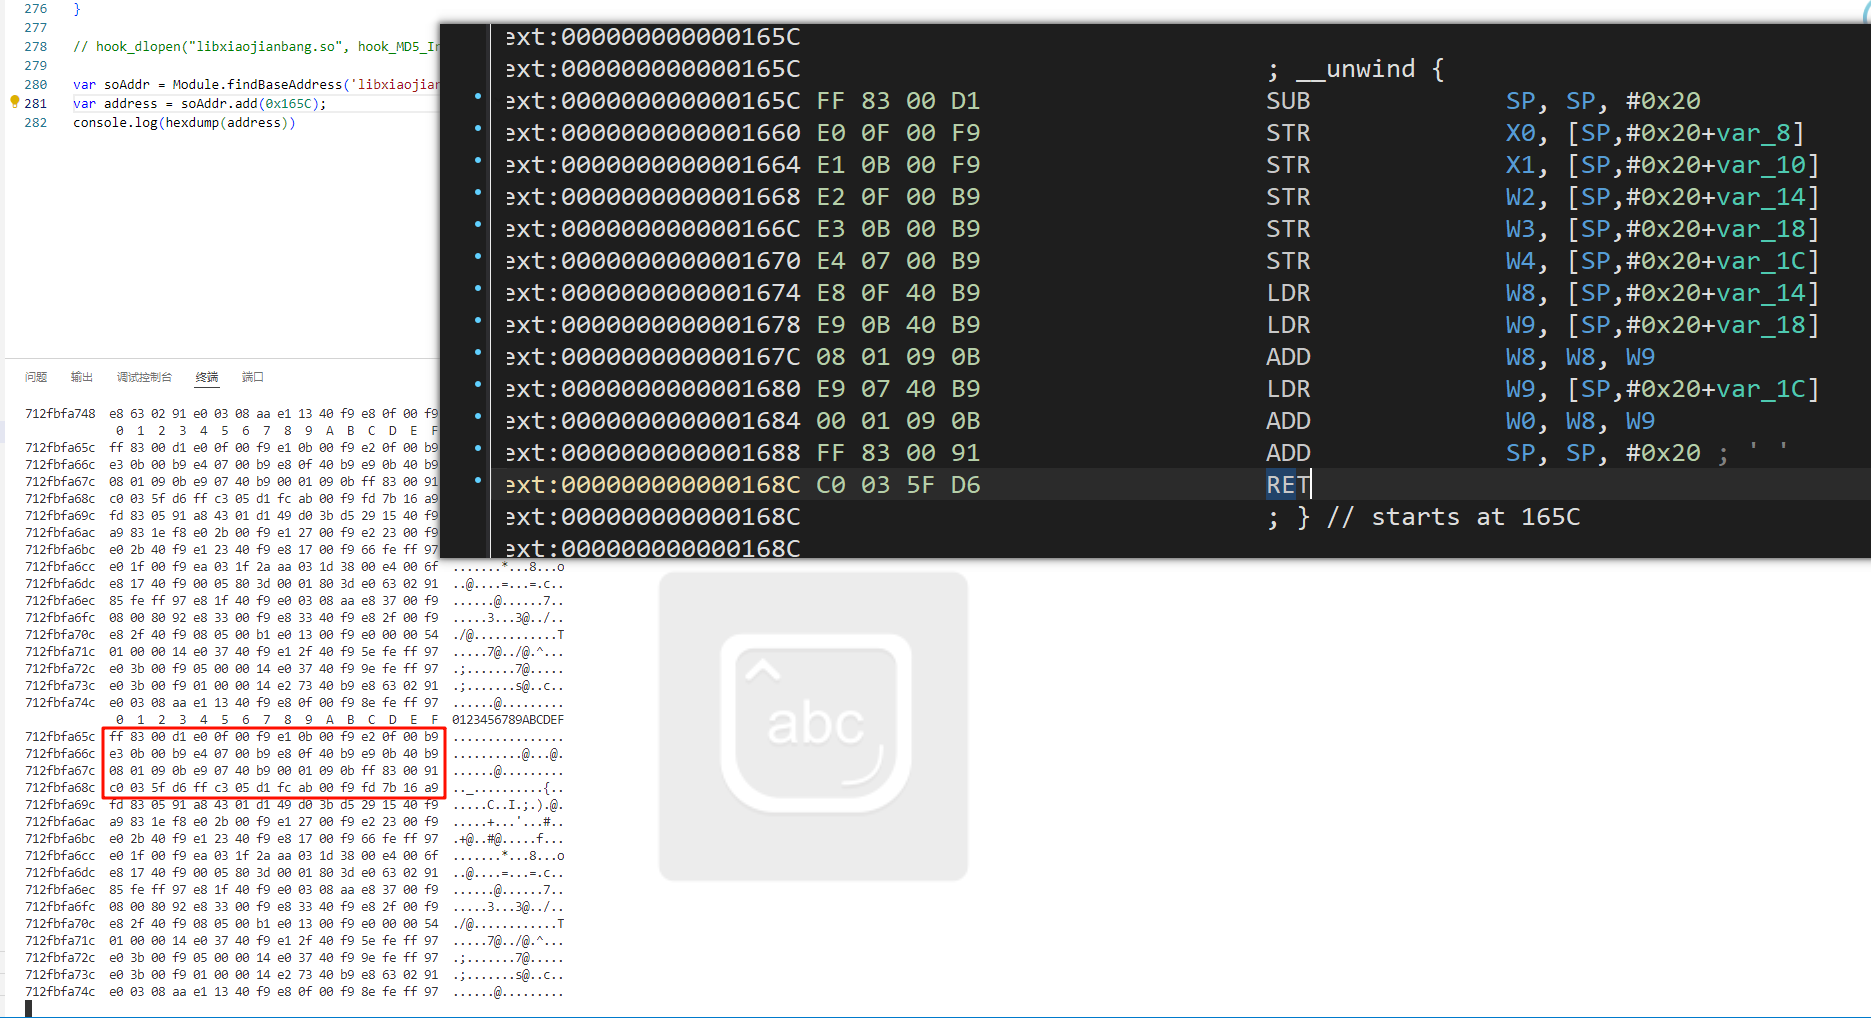 276 }
277
278 // hook_dlopen("libxiaojianbang.so", hook_MD5_Ir
279
280 var soAddr = Module.findBaseAddress('libxiaojian
281 var address = soAddr.add(0x165C);
282 console.log(hexdump(address))
ext:000000000000165C
ext:000000000000165C ; __unwind {
ext:000000000000165C FF 83 00 D1 SUB SP, SP, #0x20
ext:0000000000001660 E0 0F 00 F9 STR X0, [SP,#0x20+var_8]
ext:0000000000001664 E1 0B 00 F9 STR X1, [SP,#0x20+var_10]
ext:0000000000001668 E2 0F 00 B9 STR W2, [SP,#0x20+var_14]
ext:000000000000166C E3 0B 00 B9 STR W3, [SP,#0x20+var_18]
ext:0000000000001670 E4 07 00 B9 STR W4, [SP,#0x20+var_1C]
ext:0000000000001674 E8 0F 40 B9 LDR W8, [SP,#0x20+var_14]
ext:0000000000001678 E9 0B 40 B9 LDR W9, [SP,#0x20+var_18]
ext:000000000000167C 08 01 09 0B ADD W8, W8, W9
ext:0000000000001680 E9 07 40 B9 LDR W9, [SP,#0x20+var_1C]
ext:0000000000001684 00 01 09 0B ADD W0, W8, W9
ext:0000000000001688 FF 83 00 91 ADD SP, SP, #0x20 ; ' '
ext:000000000000168C C0 03 5F D6 RET
ext:000000000000168C ; } // starts at 165C
ext:000000000000168C
问题 输出 调试控制台 终端 端口
712fbfa748 e8 63 02 91 e0 03 08 aa e1 13 40 f9 e8 0f 00 f9
0 1 2 3 4 5 6 7 8 9 A B C D E F
712fbfa65c ff 83 00 d1 e0 0f 00 f9 e1 0b 00 f9 e2 0f 00 b9
712fbfa66c e3 0b 00 b9 e4 07 00 b9 e8 0f 40 b9 e9 0b 40 b9
712fbfa67c 08 01 09 0b e9 07 40 b9 00 01 09 0b ff 83 00 91
712fbfa68c c0 03 5f d6 ff c3 05 d1 fc ab 00 f9 fd 7b 16 a9
712fbfa69c fd 83 05 91 a8 43 01 d1 49 d0 3b d5 29 15 40 f9
712fbfa6ac a9 83 1e f8 e0 2b 00 f9 e1 27 00 f9 e2 23 00 f9
712fbfa6bc e0 2b 40 f9 e1 23 40 f9 e8 17 00 f9 66 fe ff 97
712fbfa6cc e0 1f 00 f9 ea 03 1f 2a aa 03 1d 38 00 e4 00 6f .......*...8...o
712fbfa6dc e8 17 40 f9 00 05 80 3d 00 01 80 3d e0 63 02 91 ..@....=...=.c..
712fbfa6ec 85 fe ff 97 e8 1f 40 f9 e0 03 08 aa e8 37 00 f9 ......@......7..
712fbfa6fc 08 00 80 92 e8 33 00 f9 e8 33 40 f9 e8 2f 00 f9 .....3...3@../..
712fbfa70c e8 2f 40 f9 08 05 00 b1 e0 13 00 f9 e0 00 00 54 ./@............T
712fbfa71c 01 00 00 14 e0 37 40 f9 e1 2f 40 f9 5e fe ff 97 .....7@../@.^...
712fbfa72c e0 3b 00 f9 05 00 00 14 e0 37 40 f9 9e fe ff 97 .;.......7@.....
712fbfa73c e0 3b 00 f9 01 00 00 14 e2 73 40 b9 e8 63 02 91 .;.......s@..c..
712fbfa74c e0 03 08 aa e1 13 40 f9 e8 0f 00 f9 8e fe ff 97 ......@.........
0 1 2 3 4 5 6 7 8 9 A B C D E F 0123456789ABCDEF
712fbfa65c ff 83 00 d1 e0 0f 00 f9 e1 0b 00 f9 e2 0f 00 b9 ................
712fbfa66c e3 0b 00 b9 e4 07 00 b9 e8 0f 40 b9 e9 0b 40 b9 ..........@...@.
712fbfa67c 08 01 09 0b e9 07 40 b9 00 01 09 0b ff 83 00 91 ......@.........
712fbfa68c c0 03 5f d6 ff c3 05 d1 fc ab 00 f9 fd 7b 16 a9 .._..........{..
712fbfa69c fd 83 05 91 a8 43 01 d1 49 d0 3b d5 29 15 40 f9 .....C..I.;.).@.
712fbfa6ac a9 83 1e f8 e0 2b 00 f9 e1 27 00 f9 e2 23 00 f9 .....+...'...#..
712fbfa6bc e0 2b 40 f9 e1 23 40 f9 e8 17 00 f9 66 fe ff 97 .+@..#@.....f...
712fbfa6cc e0 1f 00 f9 ea 03 1f 2a aa 03 1d 38 00 e4 00 6f .......*...8...o
712fbfa6dc e8 17 40 f9 00 05 80 3d 00 01 80 3d e0 63 02 91 ..@....=...=.c..
712fbfa6ec 85 fe ff 97 e8 1f 40 f9 e0 03 08 aa e8 37 00 f9 ......@......7..
712fbfa6fc 08 00 80 92 e8 33 00 f9 e8 33 40 f9 e8 2f 00 f9 .....3...3@../..
712fbfa70c e8 2f 40 f9 08 05 00 b1 e0 13 00 f9 e0 00 00 54 ./@............T
712fbfa71c 01 00 00 14 e0 37 40 f9 e1 2f 40 f9 5e fe ff 97 .....7@../@.^...
712fbfa72c e0 3b 00 f9 05 00 00 14 e0 37 40 f9 9e fe ff 97 .;.......7@.....
712fbfa73c e0 3b 00 f9 01 00 00 14 e2 73 40 b9 e8 63 02 91 .;.......s@..c..
712fbfa74c e0 03 08 aa e1 13 40 f9 e8 0f 00 f9 8e fe ff 97 ......@.........
abc